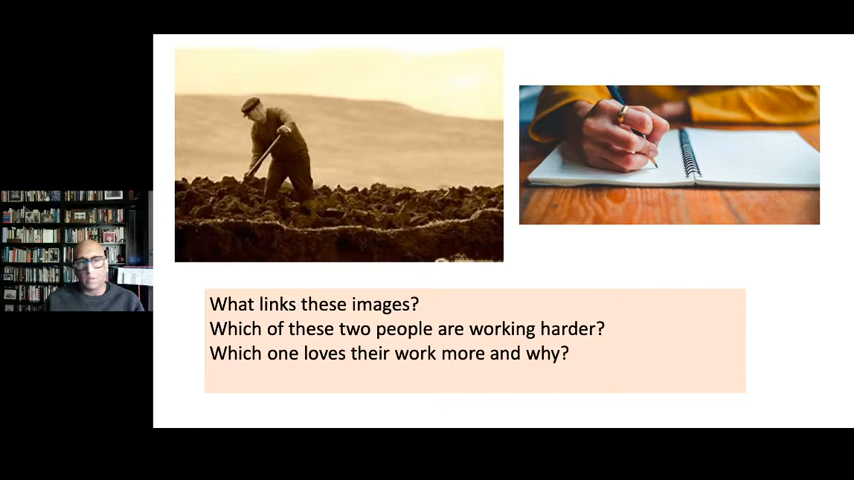 What links these images?
Which of these two people are working harder?
Which one loves their work more and why?